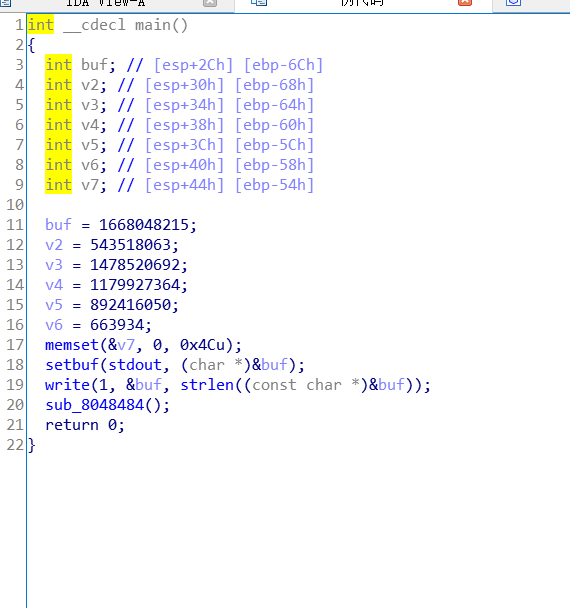 IDA View-A
1 int __cdecl main()
2 {
3 int buf; // [esp+2Ch] [ebp-6Ch]
4 int v2; // [esp+30h] [ebp-68h]
5 int v3; // [esp+34h] [ebp-64h]
6 int v4; // [esp+38h] [ebp-60h]
7 int v5; // [esp+3Ch] [ebp-5Ch]
8 int v6; // [esp+40h] [ebp-58h]
9 int v7; // [esp+44h] [ebp-54h]
10
11 buf = 1668048215;
12 v2 = 543518063;
13 v3 = 1478520692;
14 v4 = 1179927364;
15 v5 = 892416050;
16 v6 = 663934;
17 memset(&v7, 0, 0x4Cu);
18 setbuf(stdout, (char *)&buf);
19 write(1, &buf, strlen((const char *)&buf));
20 sub_8048484();
21 return 0;
22 }